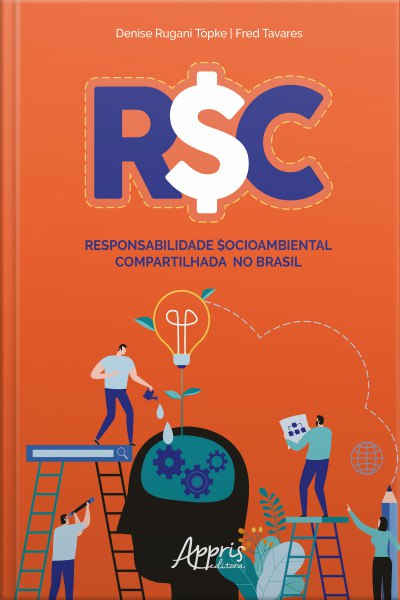 Denise Rugani Töpke | Fred Tavares
R$C
RESPONSABILIDADE $OCIOAMBIENTAL
COMPARTILHADA NO BRASIL
Appris
editora